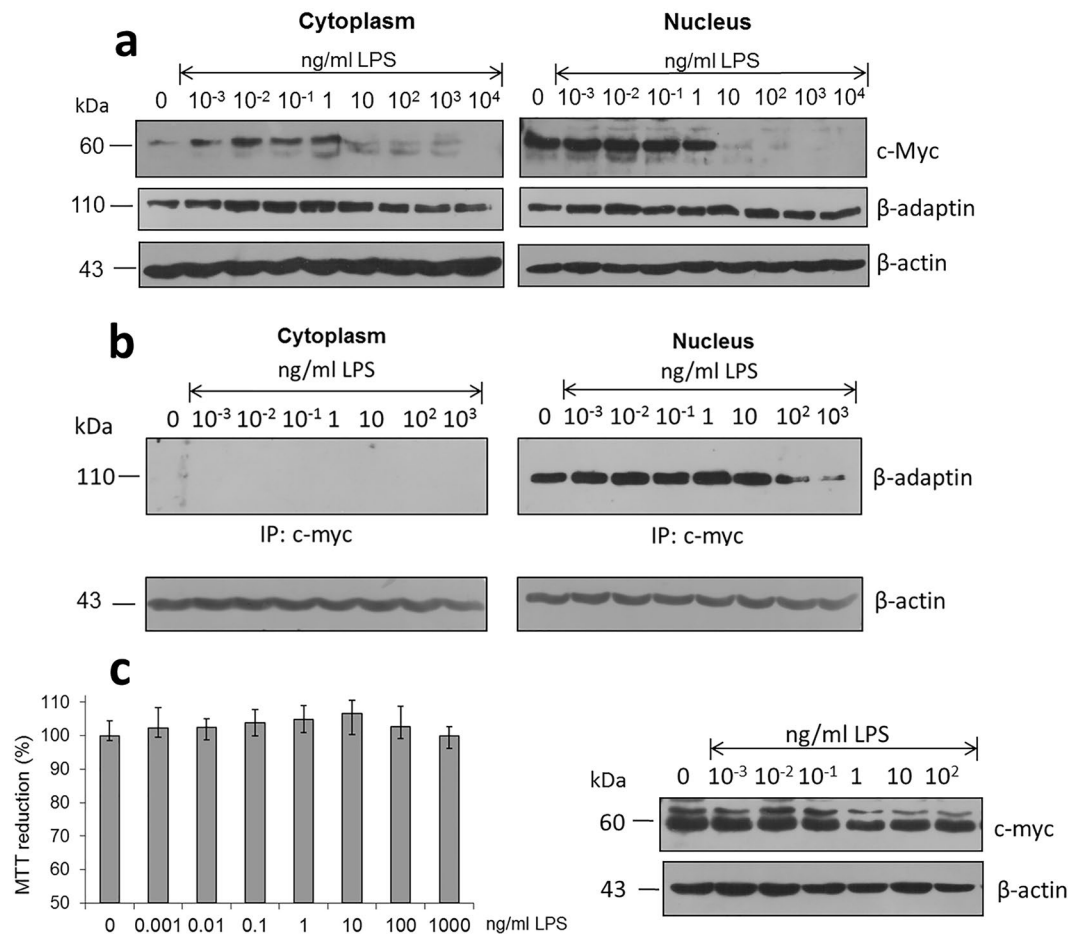 a
Cytoplasm Nucleus
ng/ml LPS ng/ml LPS
kDa 0 10⁻³ 10⁻² 10⁻¹ 1 10 10² 10³ 10⁴ 0 10⁻³ 10⁻² 10⁻¹ 1 10 10² 10³ 10⁴
60 c-Myc
110 β-adaptin
43 β-actin
b
Cytoplasm Nucleus
ng/ml LPS ng/ml LPS
kDa 0 10⁻³ 10⁻² 10⁻¹ 1 10 10² 10³ 0 10⁻³ 10⁻² 10⁻¹ 1 10 10² 10³
110 β-adaptin
IP: c-myc IP: c-myc
43 β-actin
c
MTT reduction (%)
110
100
90
80
70
60
50
0 0.001 0.01 0.1 1 10 100 1000 ng/ml LPS
ng/ml LPS
kDa 0 10⁻³ 10⁻² 10⁻¹ 1 10 10²
60 c-myc
43 β-actin